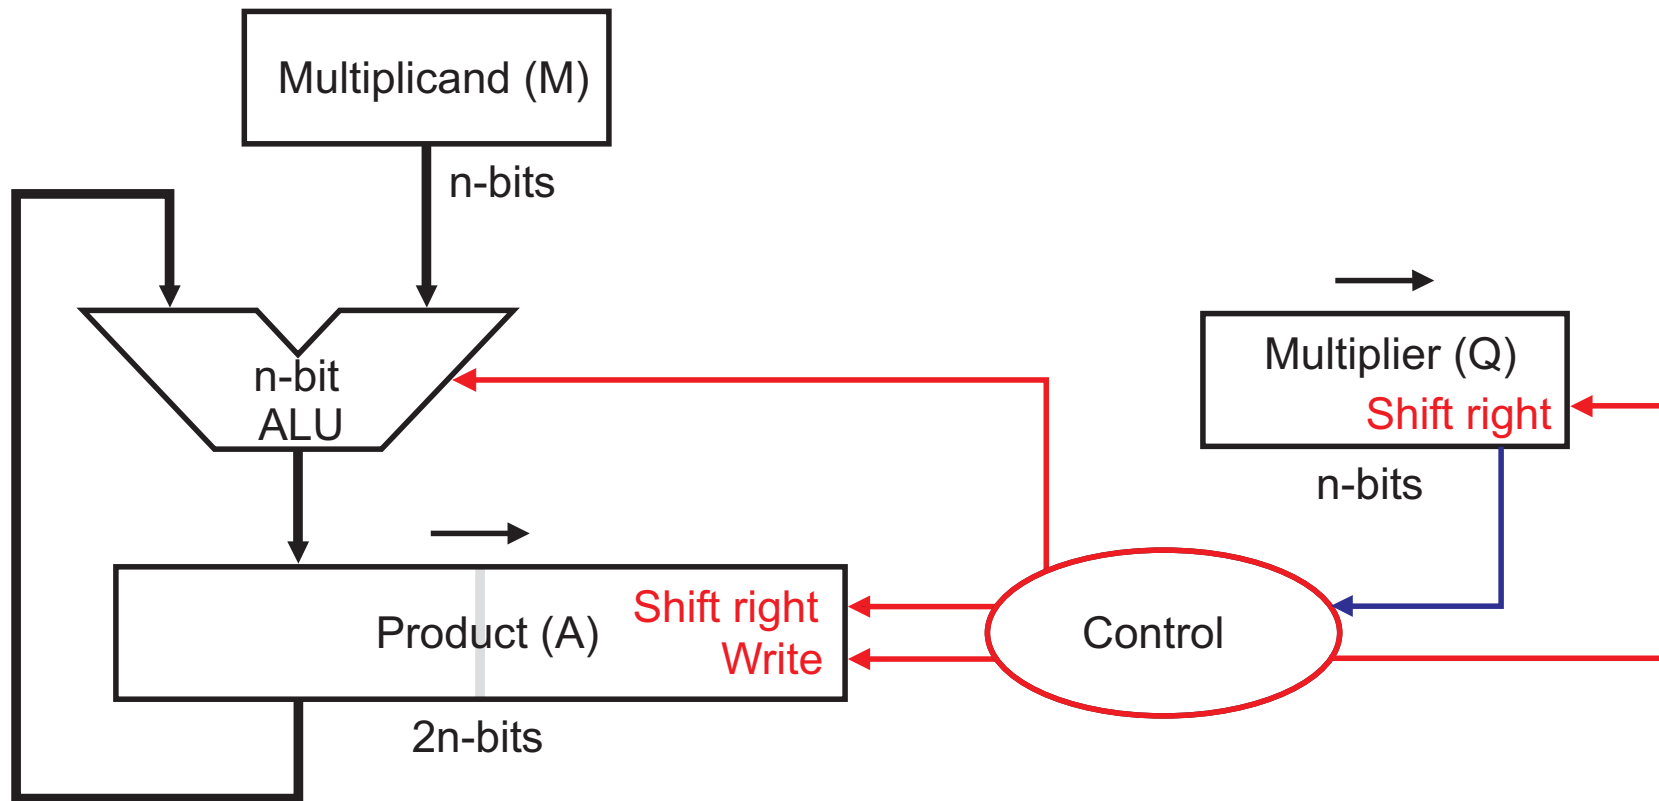 Multiplicand (M)
n-bits
n-bit
ALU
Multiplier (Q)
Shift right
n-bits
Product (A)
Shift right
Write
2n-bits
Control